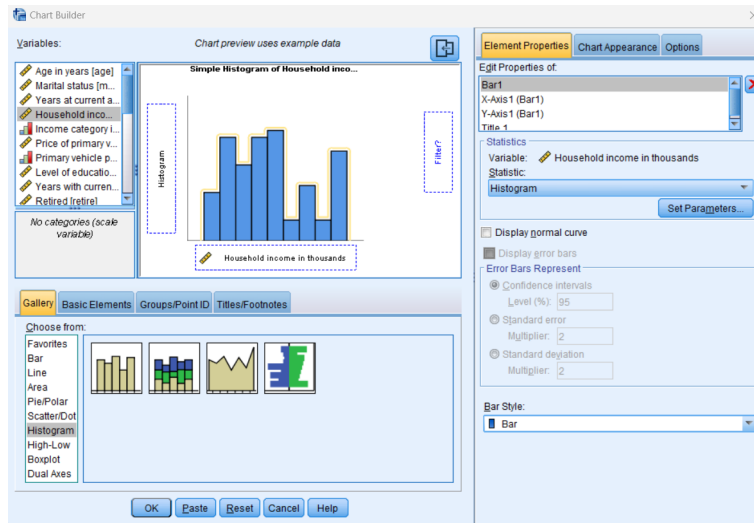 Chart Builder
Variables:
Chart preview uses example data
Age in years [age]
Marital status [m...
Years at current a...
Household inco...
Income category i...
Price of primary v...
Primary vehicle p...
Level of educatio...
Years with curren...
Retired [retire]
No categories (scale
variable)
Simple Histogram of Household inco...
Histogram
Filter?
Household income in thousands
Gallery
Basic Elements
Groups/Point ID
Titles/Footnotes
Choose from:
Favorites
Bar
Line
Area
Pie/Polar
Scatter/Dot
Histogram
High-Low
Boxplot
Dual Axes
OK
Paste
Reset
Cancel
Help
Element Properties
Chart Appearance
Options
Edit Properties of:
Bar1
X-Axis1 (Bar1)
Y-Axis1 (Bar1)
Title 1
Statistics
Variable: Household income in thousands
Statistic:
Histogram
Set Parameters...
Display normal curve
Display error bars
Error Bars Represent
Confidence intervals
Level (%): 95
Standard error
Multiplier: 2
Standard deviation
Multiplier: 2
Bar Style:
Bar